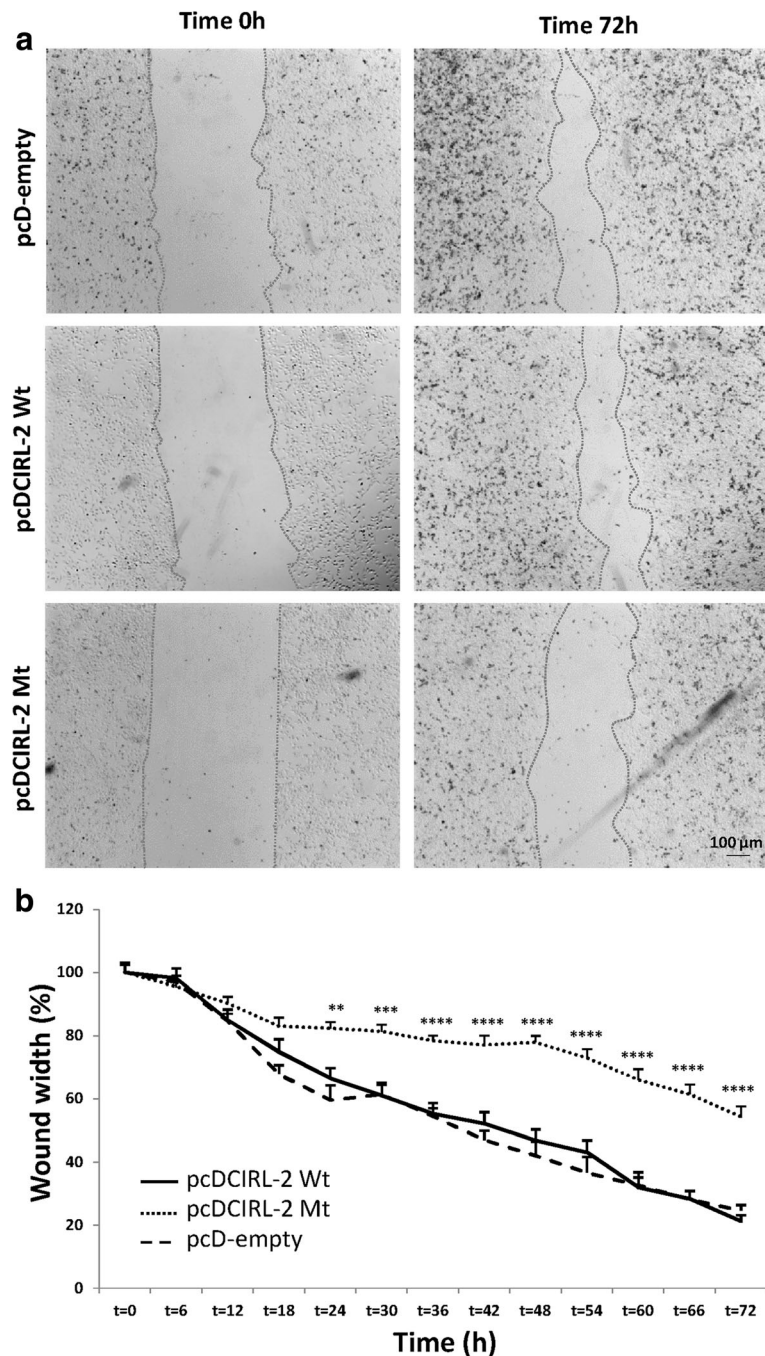 Time 0h Time 72h
a
pcD-empty
pcDCIRL-2 Wt
pcDCIRL-2 Mt
100 µm
b
120
100
80
60
40
20
0
Wound width (%)
** *** **** **** **** **** **** **** ****
pcDCIRL-2 Wt
pcDCIRL-2 Mt
pcD-empty
t=0 t=6 t=12 t=18 t=24 t=30 t=36 t=42 t=48 t=54 t=60 t=66 t=72
Time (h)